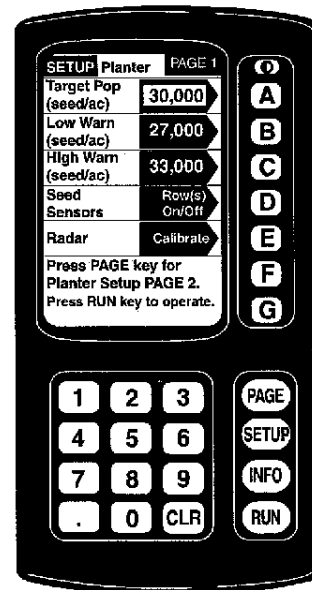 SETUP Planter PAGE 1
Target Pop 30,000
(seed/ac)
Low Warn 27,000
(seed/ac)
High Warn 33,000
(seed/ac)
Seed Row(s)
Sensors On/Off
Radar Calibrate
Press PAGE key for
Planter Setup PAGE 2.
Press RUN key to operate.
A
B
C
D
E
F
G
1 2 3 PAGE
4 5 6 SETUP
7 8 9 INFO
. 0 CLR RUN